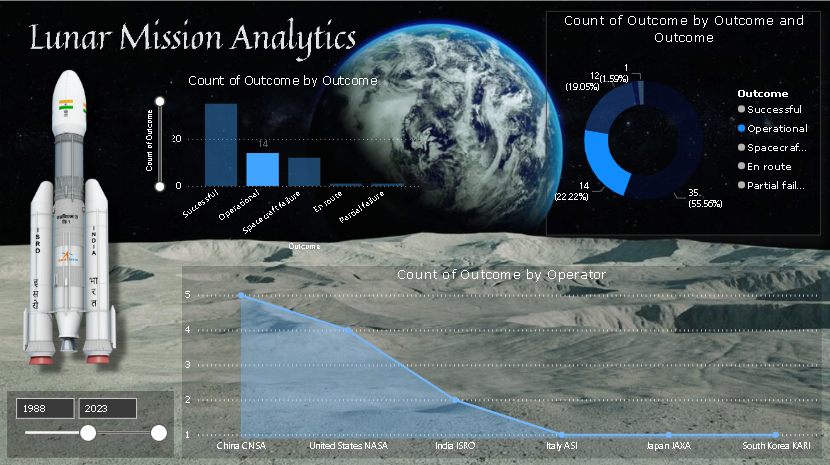 Lunar Mission Analytics
Count of Outcome by Outcome
Count of Outcome
20
0
14
Successful
Operational
Spacecraft failure
En route
Partial failure
Outcome
Count of Outcome by Outcome and
Outcome
1
(1.59%)
12
(19.05%)
14
(22.22%)
35
(55.56%)
Outcome
Successful
Operational
Spacecraf...
En route
Partial fail...
ISRO
INDIA
इसरो
भारत
1988
2023
Count of Outcome by Operator
5
4
3
2
1
China CNSA
United States NASA
India ISRO
Italy ASI
Japan JAXA
South Korea KARI